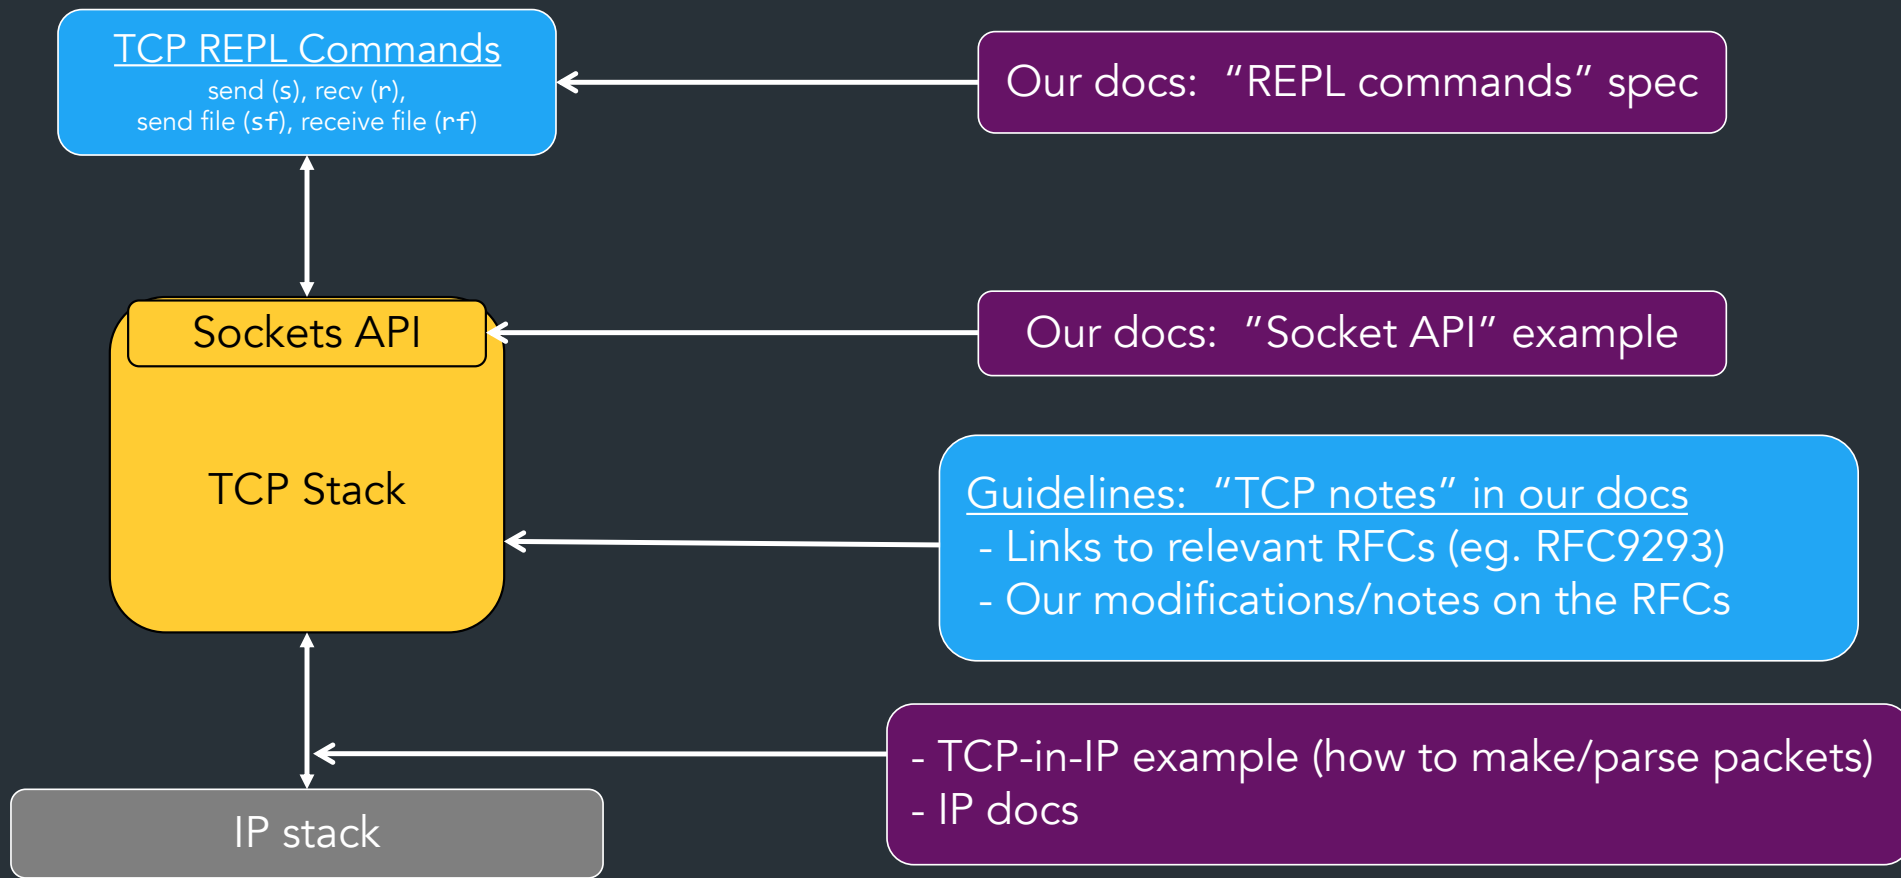 TCP REPL Commands
send (s), recv (r),
send file (sf), receive file (rf)
Our docs:  “REPL commands” spec
Sockets API
Our docs:  ”Socket API” example
TCP Stack
Guidelines:  “TCP notes” in our docs
- Links to relevant RFCs (eg. RFC9293)
- Our modifications/notes on the RFCs
- TCP-in-IP example (how to make/parse packets)
- IP docs
IP stack